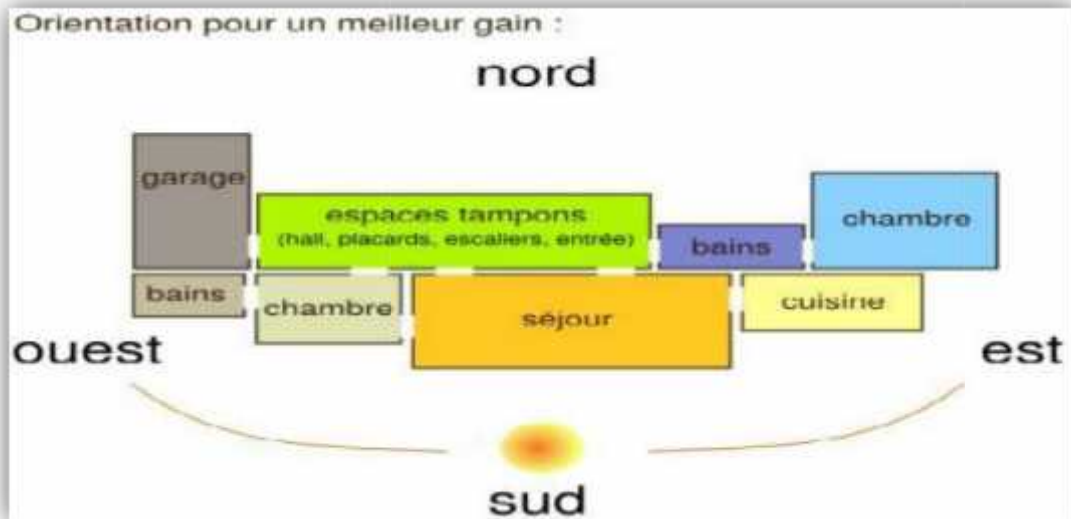 Orientation pour un meilleur gain :
nord
garage
espaces tampons
(hall, placards, escaliers, entrée)
bains
chambre
bains
chambre
séjour
cuisine
ouest
est
sud